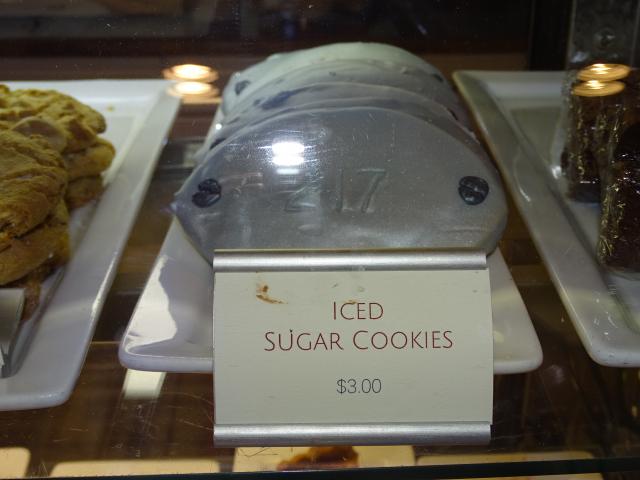 217
ICED
SUGAR COOKIES
$3.00